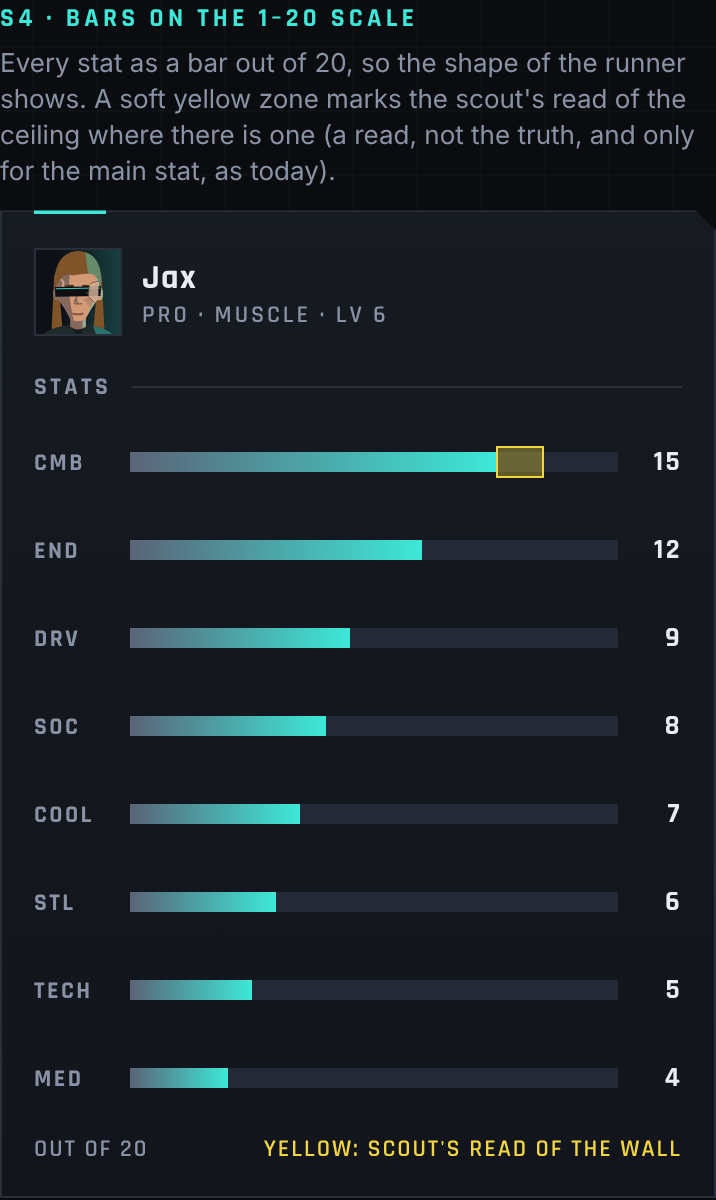 S4 · BARS ON THE 1-20 SCALE
Every stat as a bar out of 20, so the shape of the runner
shows. A soft yellow zone marks the scout's read of the
ceiling where there is one (a read, not the truth, and only
for the main stat, as today).
Jax
PRO · MUSCLE · LV 6
STATS
CMB 15
END 12
DRV 9
SOC 8
COOL 7
STL 6
TECH 5
MED 4
OUT OF 20 YELLOW: SCOUT'S READ OF THE WALL